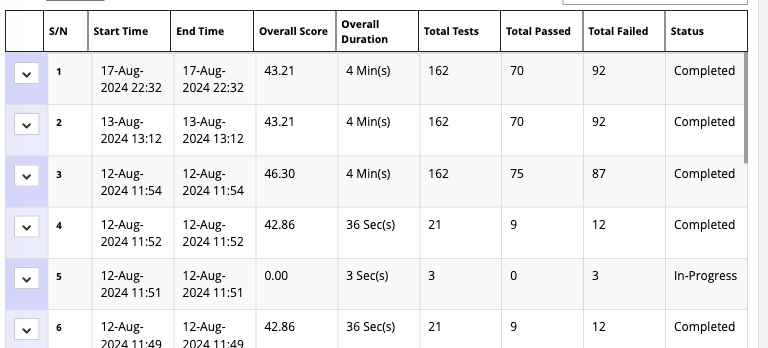 S/N Start Time End Time Overall Score Overall Duration Total Tests Total Passed Total Failed Status
1 17-Aug-2024 22:32 17-Aug-2024 22:32 43.21 4 Min(s) 162 70 92 Completed
2 13-Aug-2024 13:12 13-Aug-2024 13:12 43.21 4 Min(s) 162 70 92 Completed
3 12-Aug-2024 11:54 12-Aug-2024 11:54 46.30 4 Min(s) 162 75 87 Completed
4 12-Aug-2024 11:52 12-Aug-2024 11:52 42.86 36 Sec(s) 21 9 12 Completed
5 12-Aug-2024 11:51 12-Aug-2024 11:51 0.00 3 Sec(s) 3 0 3 In-Progress
6 12-Aug-2024 11:49 12-Aug-2024 11:49 42.86 36 Sec(s) 21 9 12 Completed